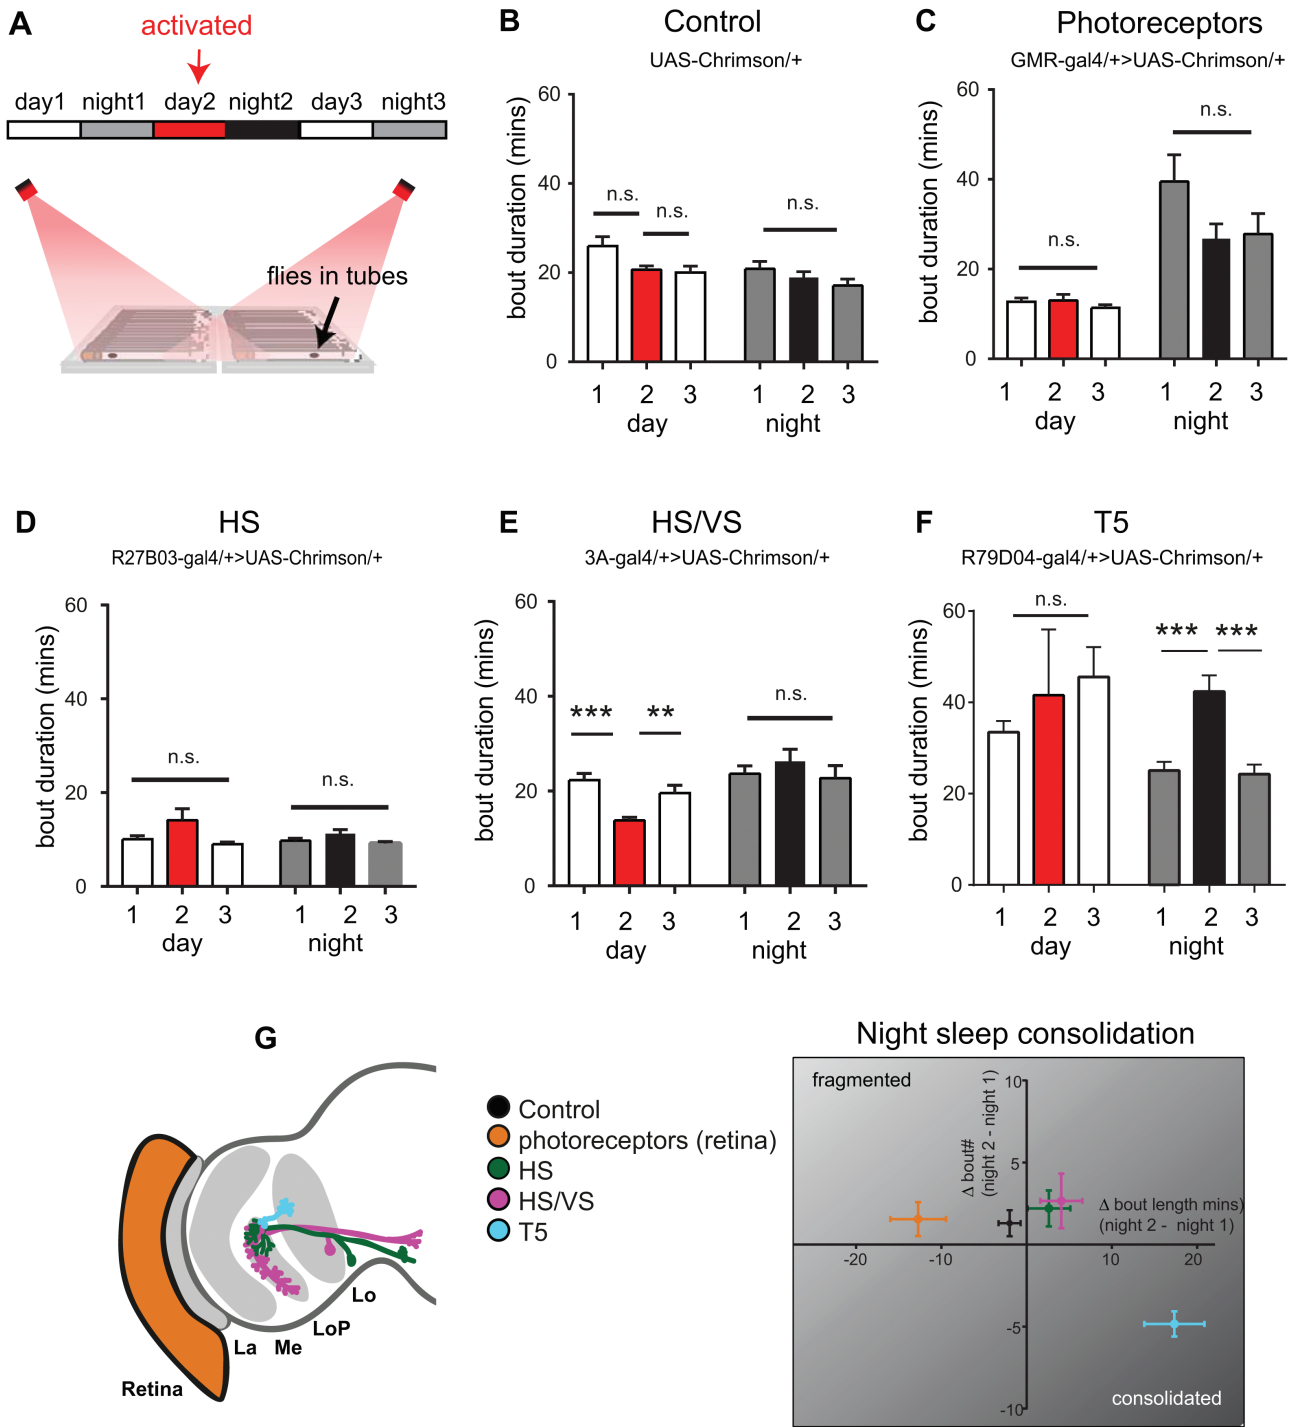 A
activated
day1 night1 day2 night2 day3 night3
flies in tubes
B
Control
UAS-Chrimson/+
bout duration (mins)
60
40
20
0
n.s.
n.s.
n.s.
1 2 3 1 2 3
day night
C
Photoreceptors
GMR-gal4/+>UAS-Chrimson/+
bout duration (mins)
60
40
20
0
n.s.
n.s.
1 2 3 1 2 3
day night
D
HS
R27B03-gal4/+>UAS-Chrimson/+
bout duration (mins)
60
40
20
0
n.s.
n.s.
1 2 3 1 2 3
day night
E
HS/VS
3A-gal4/+>UAS-Chrimson/+
bout duration (mins)
60
40
20
0
*** **
n.s.
1 2 3 1 2 3
day night
F
T5
R79D04-gal4/+>UAS-Chrimson/+
bout duration (mins)
60
40
20
0
n.s.
*** ***
1 2 3 1 2 3
day night
G
Retina
La Me
LoP
Lo
Control
photoreceptors (retina)
HS
HS/VS
T5
Night sleep consolidation
fragmented
Δ bout#
(night 2 - night 1)
10
5
-5
-10
Δ bout length mins)
(night 2 - night 1)
-20 -10 10 20
consolidated